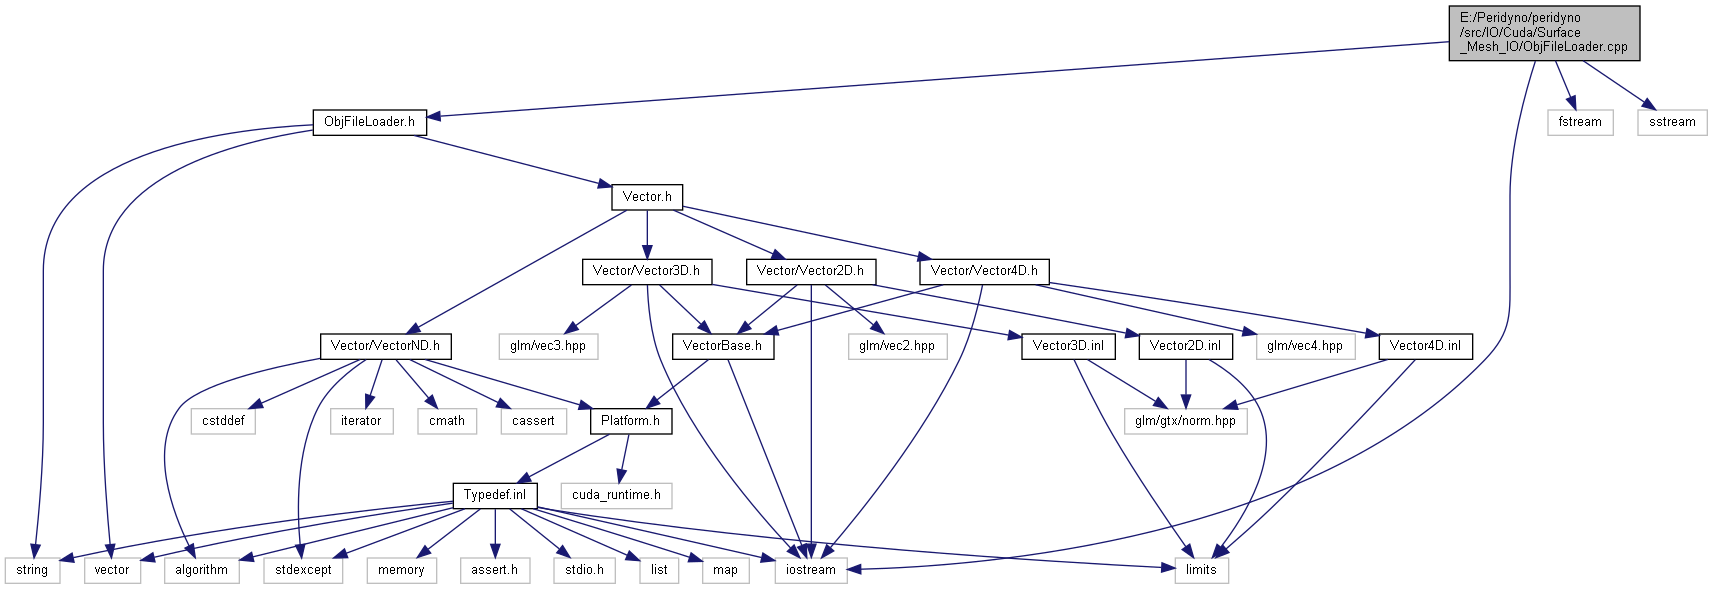 E:/Peridyno/peridyno
/src/IO/Cuda/Surface
_Mesh_IO/ObjFileLoader.cpp
ObjFileLoader.h
fstream
sstream
Vector.h
Vector/Vector3D.h
Vector/Vector2D.h
Vector/Vector4D.h
Vector/VectorND.h
glm/vec3.hpp
VectorBase.h
glm/vec2.hpp
Vector3D.inl
Vector2D.inl
glm/vec4.hpp
Vector4D.inl
cstddef
iterator
cmath
cassert
Platform.h
glm/gtx/norm.hpp
Typedef.inl
cuda_runtime.h
string
vector
algorithm
stdexcept
memory
assert.h
stdio.h
list
map
iostream
limits